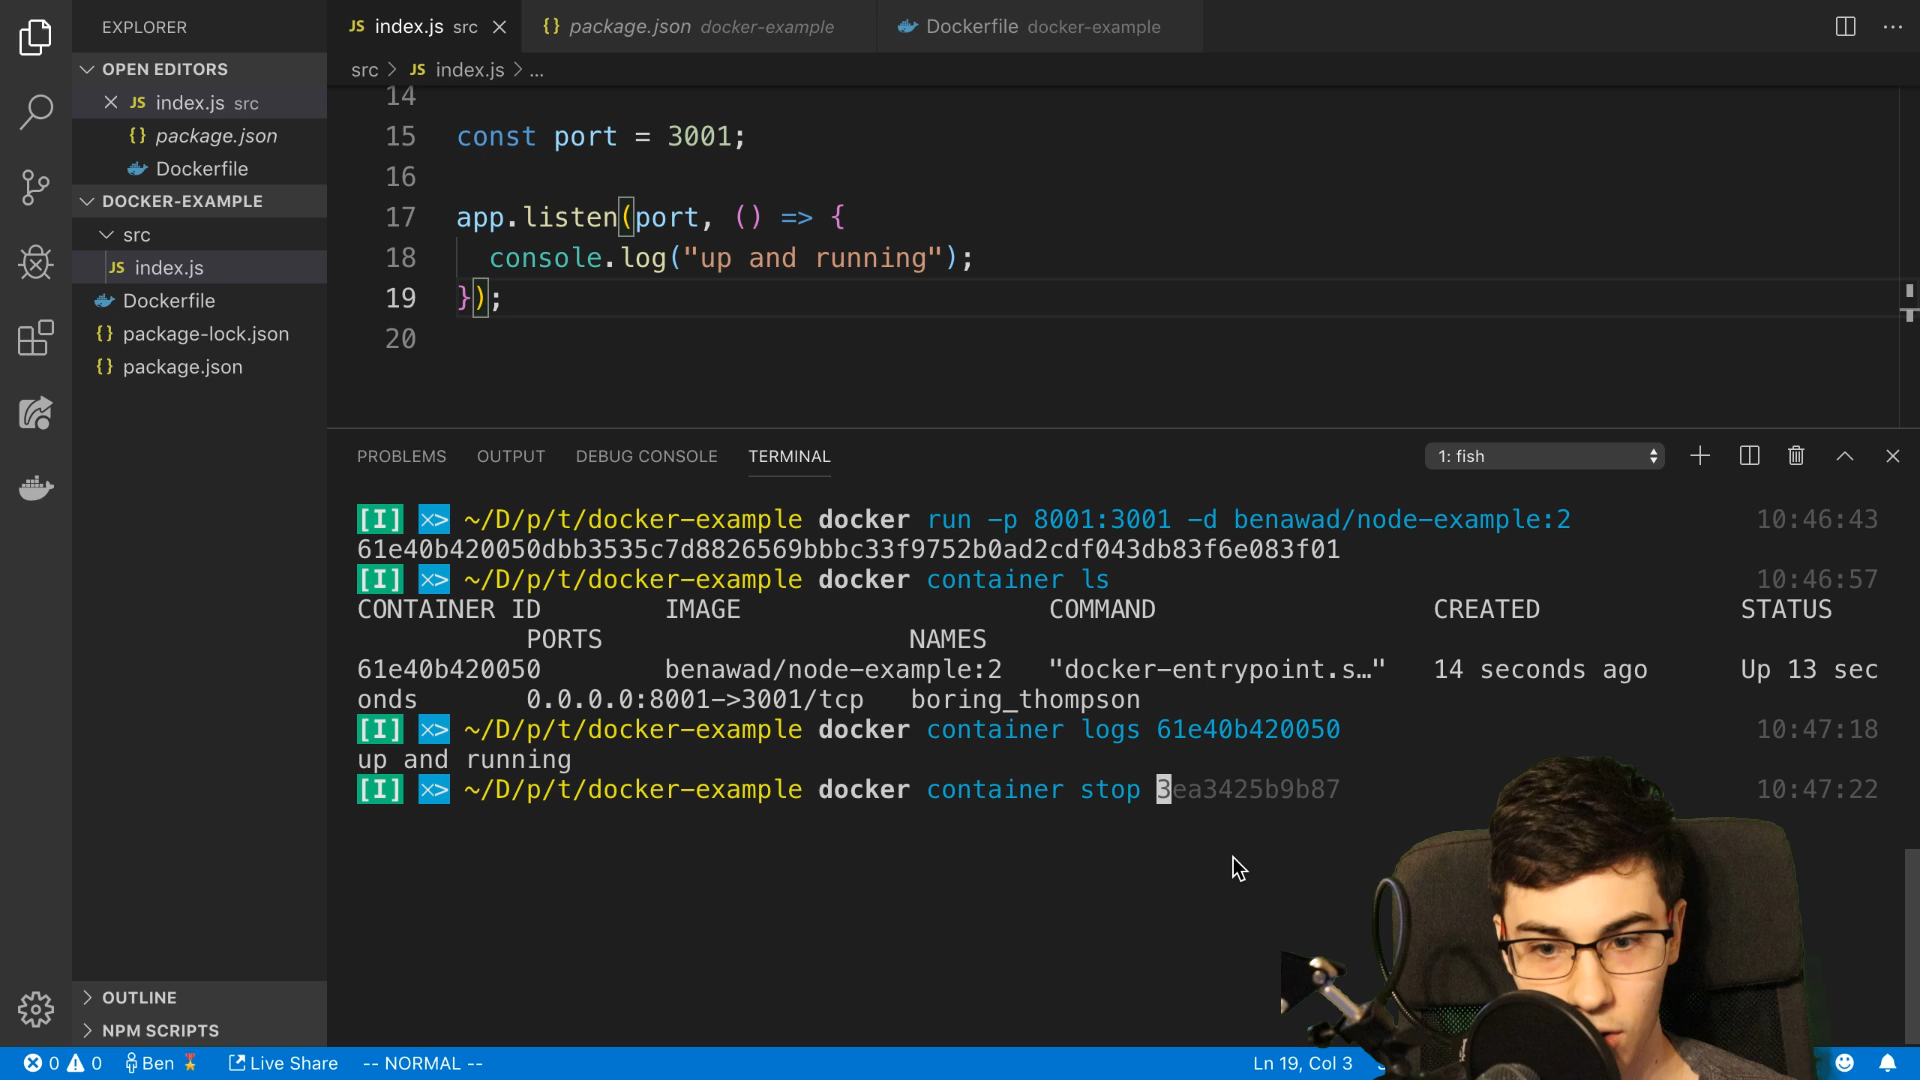 EXPLORER
OPEN EDITORS
JS index.js src
{} package.json
Dockerfile
DOCKER-EXAMPLE
src
JS index.js
Dockerfile
{} package-lock.json
{} package.json
OUTLINE
NPM SCRIPTS
JS index.js src
{} package.json docker-example
Dockerfile docker-example
src > JS index.js > ...
14
15 const port = 3001;
16
17 app.listen(port, () => {
18 console.log("up and running");
19 });
20
PROBLEMS OUTPUT DEBUG CONSOLE TERMINAL
1: fish
[I] ×> ~/D/p/t/docker-example docker run -p 8001:3001 -d benawad/node-example:2 10:46:43
61e40b420050dbb3535c7d8826569bbbc33f9752b0ad2cdf043db83f6e083f01
[I] ×> ~/D/p/t/docker-example docker container ls 10:46:57
CONTAINER ID IMAGE COMMAND CREATED STATUS
PORTS NAMES
61e40b420050 benawad/node-example:2 "docker-entrypoint.s…" 14 seconds ago Up 13 sec
onds 0.0.0.0:8001->3001/tcp boring_thompson
[I] ×> ~/D/p/t/docker-example docker container logs 61e40b420050 10:47:18
up and running
[I] ×> ~/D/p/t/docker-example docker container stop 3ea3425b9b87 10:47:22
0 0 Ben Live Share -- NORMAL -- Ln 19, Col 3